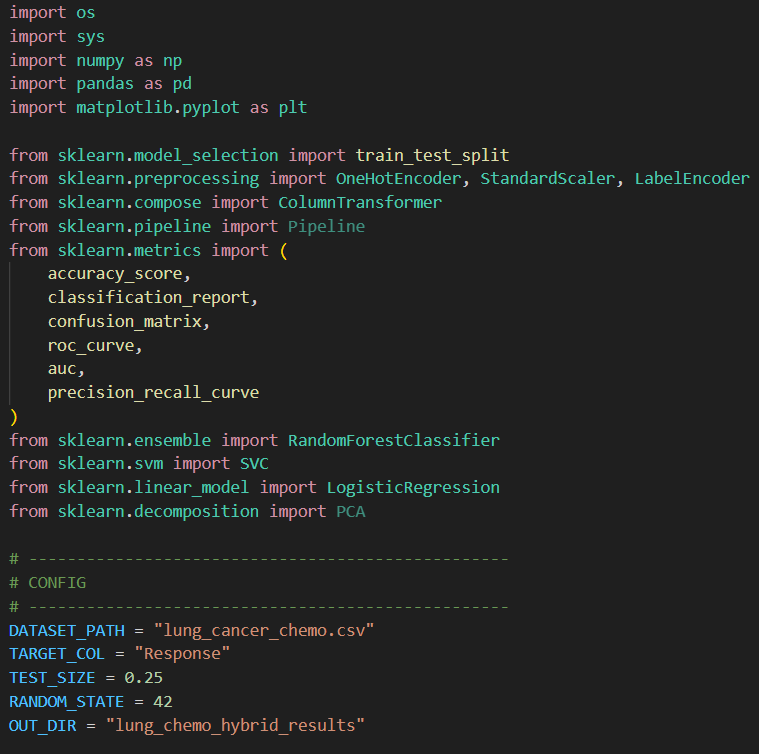 import os
import sys
import numpy as np
import pandas as pd
import matplotlib.pyplot as plt

from sklearn.model_selection import train_test_split
from sklearn.preprocessing import OneHotEncoder, StandardScaler, LabelEncoder
from sklearn.compose import ColumnTransformer
from sklearn.pipeline import Pipeline
from sklearn.metrics import (
    accuracy_score,
    classification_report,
    confusion_matrix,
    roc_curve,
    auc,
    precision_recall_curve
)
from sklearn.ensemble import RandomForestClassifier
from sklearn.svm import SVC
from sklearn.linear_model import LogisticRegression
from sklearn.decomposition import PCA

# --------------------------------------------------
# CONFIG
# --------------------------------------------------
DATASET_PATH = "lung_cancer_chemo.csv"
TARGET_COL = "Response"
TEST_SIZE = 0.25
RANDOM_STATE = 42
OUT_DIR = "lung_chemo_hybrid_results"